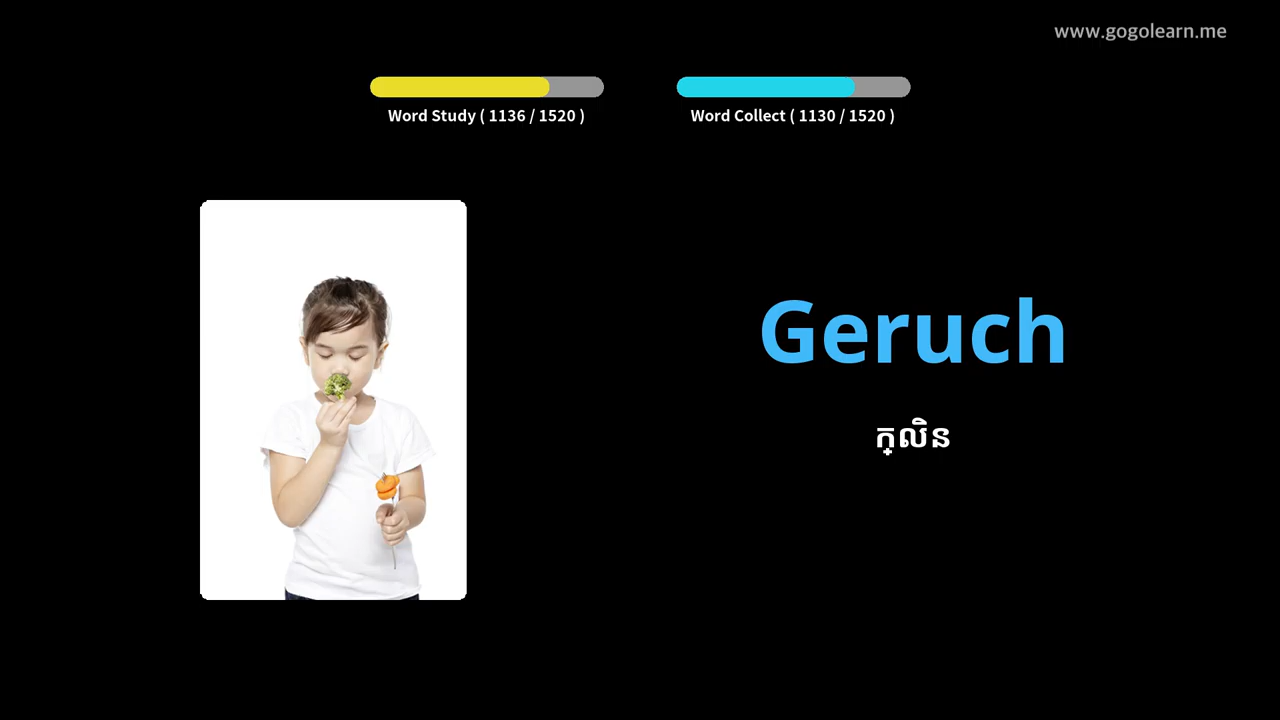 www.gogolearn.me
Word Study ( 1136 / 1520 )
Word Collect ( 1130 / 1520 )
Geruch
ក្លិន